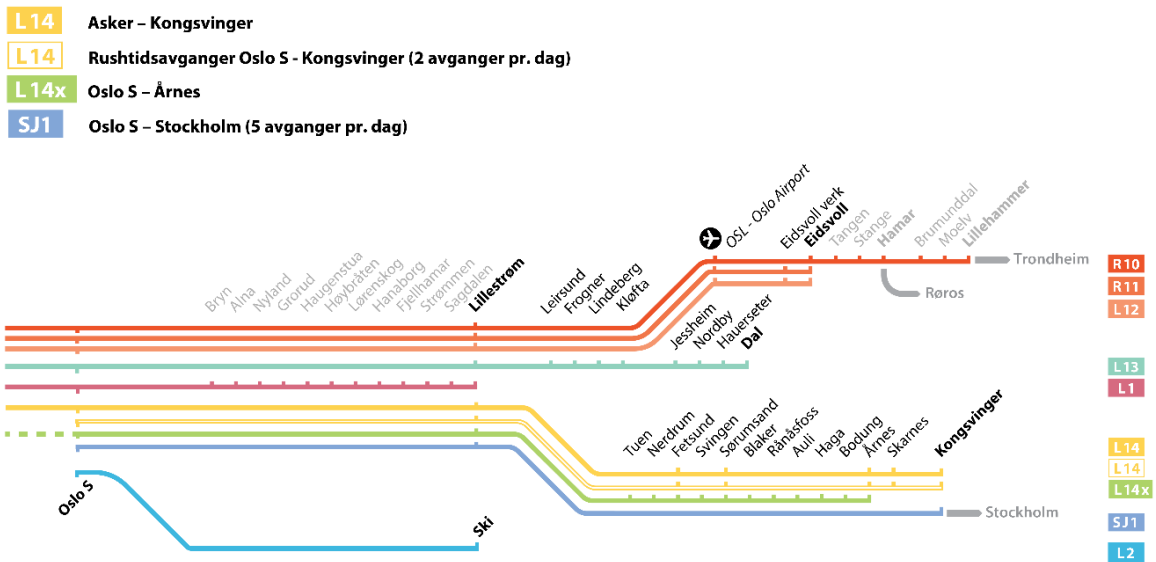 L14 Asker – Kongsvinger
L14 Rushtidsavganger Oslo S - Kongsvinger (2 avganger pr. dag)
L14x Oslo S – Årnes
SJ1 Oslo S – Stockholm (5 avganger pr. dag)
OSL - Oslo Airport
Eidsvoll verk
Eidsvoll
Tangen
Stange
Hamar
Brumunddal
Moelv
Lillehammer
Trondheim
Røros
R10
R11
L12
Bryn
Alna
Nyland
Grorud
Haugenstua
Høybråten
Lørenskog
Hanaborg
Fjellhamar
Strømmen
Sagdalen
Lillestrøm
Leirsund
Frogner
Lindeberg
Kløfta
Jessheim
Nordby
Hauerseter
Dal
L13
L1
Tuen
Nerdrum
Fetsund
Svingen
Sørumsand
Blaker
Rånåsfoss
Auli
Haga
Bodung
Årnes
Skarnes
Kongsvinger
L14
L14
L14x
Stockholm
SJ1
Oslo S
Ski
L2